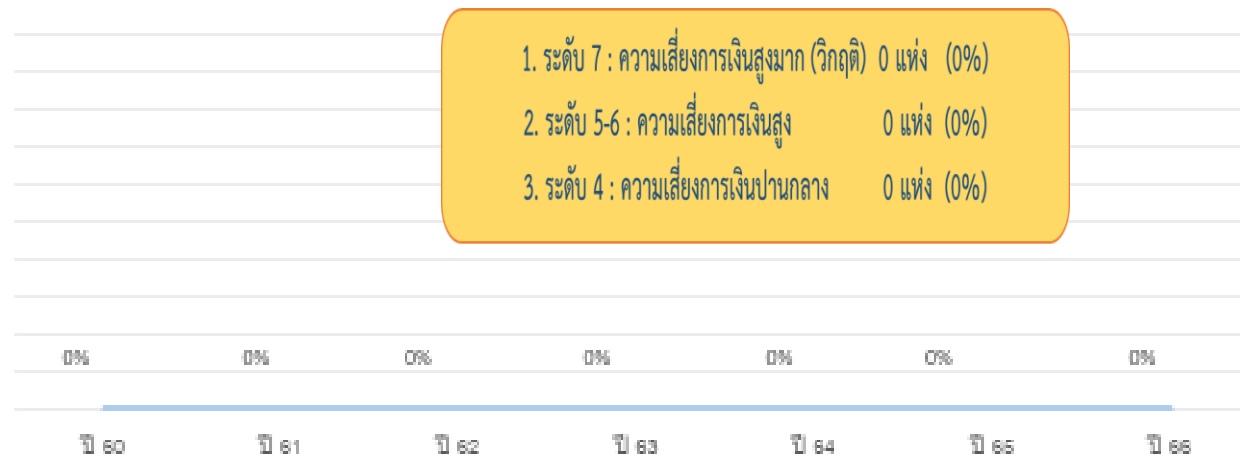 1. ระดับ 7 : ความเสี่ยงการเงินสูงมาก (วิกฤติ) 0 แห่ง (0%)
2. ระดับ 5-6 : ความเสี่ยงการเงินสูง 0 แห่ง (0%)
3. ระดับ 4 : ความเสี่ยงการเงินปานกลาง 0 แห่ง (0%)
0% 0% 0% 0% 0% 0% 0%
ปี 60 ปี 61 ปี 62 ปี 63 ปี 64 ปี 65 ปี 66